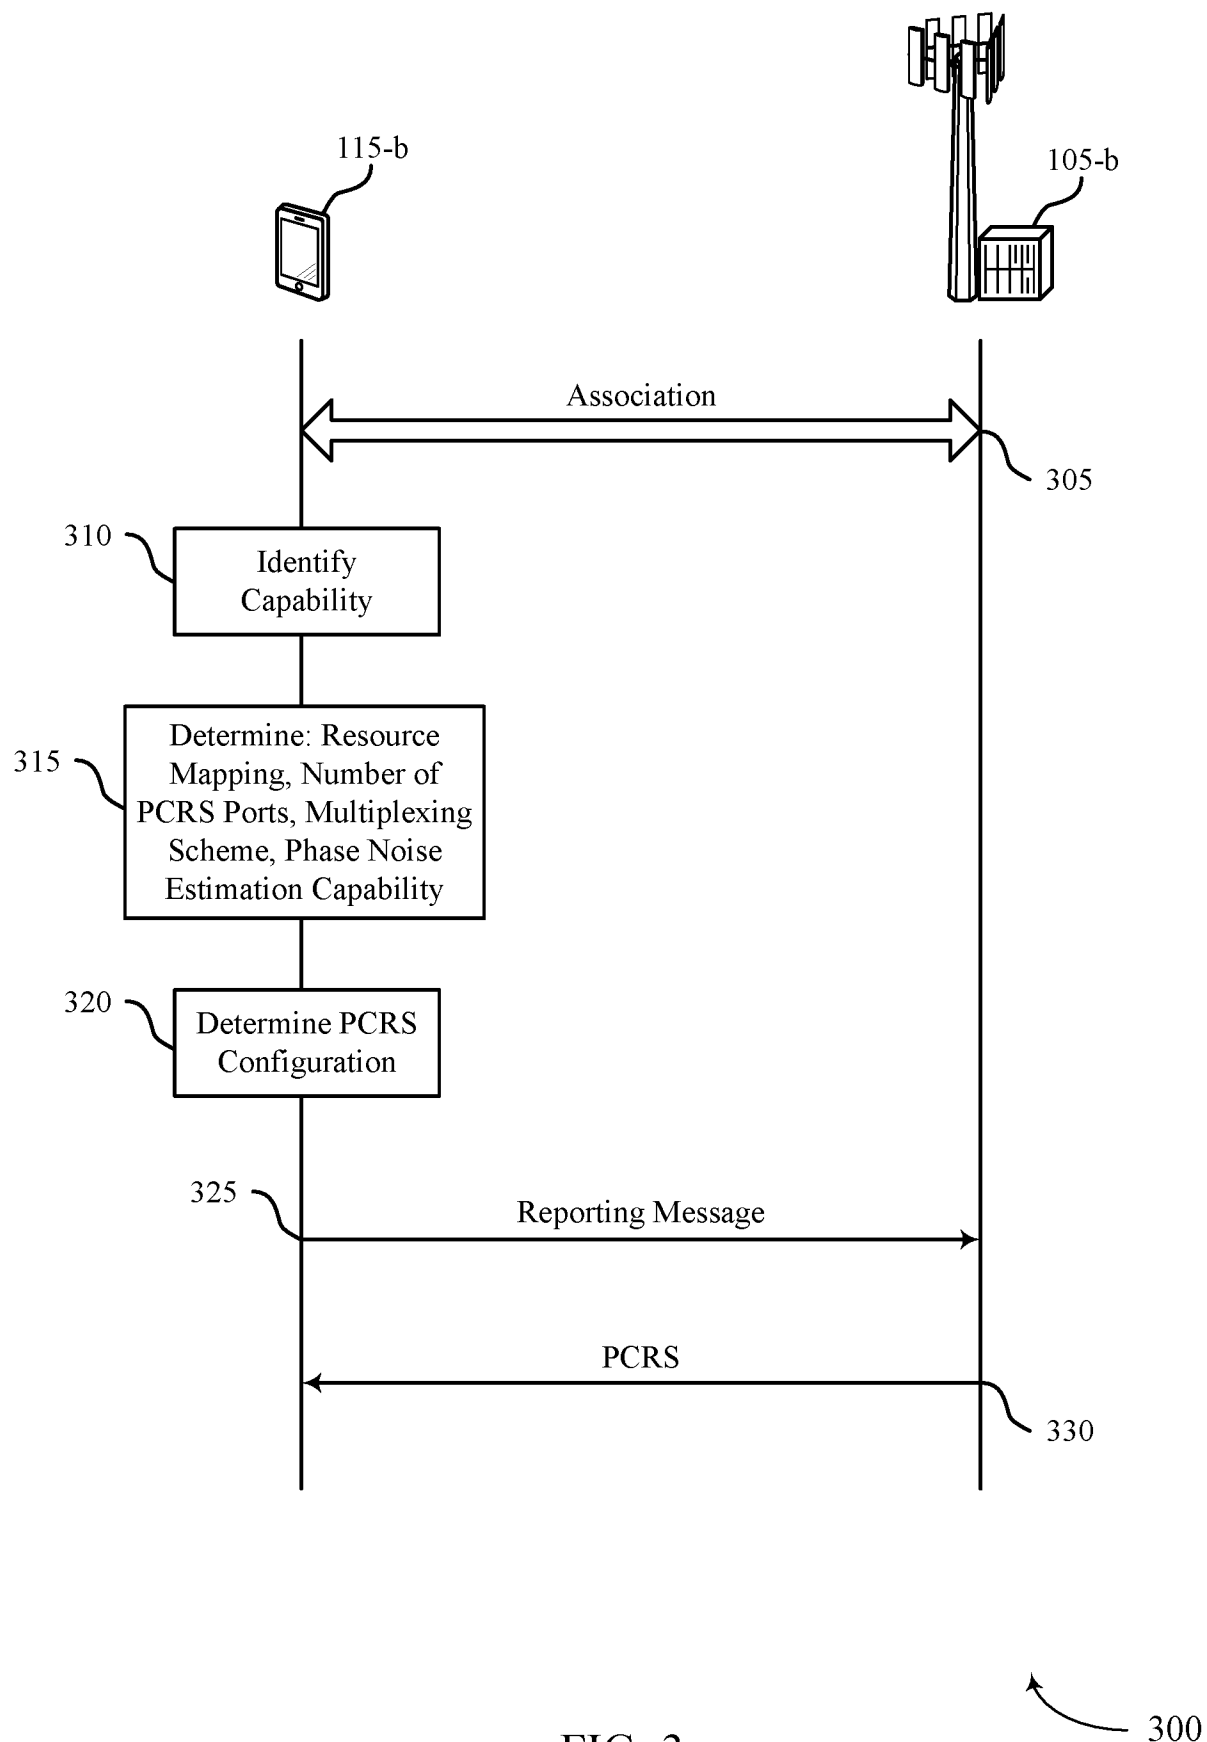 115-b
105-b
Association
305
310
Identify
Capability
315
Determine: Resource
Mapping, Number of
PCRS Ports, Multiplexing
Scheme, Phase Noise
Estimation Capability
320
Determine PCRS
Configuration
325
Reporting Message
PCRS
330
300
FIG.